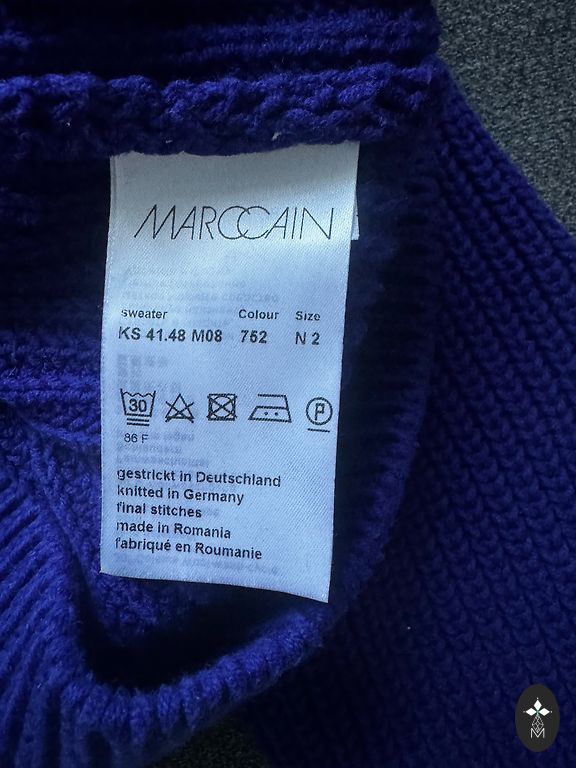 MARCCAIN
sweater Colour Size
KS 41.48 M08 752 N 2
30
P
86 F
gestrickt in Deutschland
knitted in Germany
final stitches
made in Romania
fabriqué en Roumanie
M